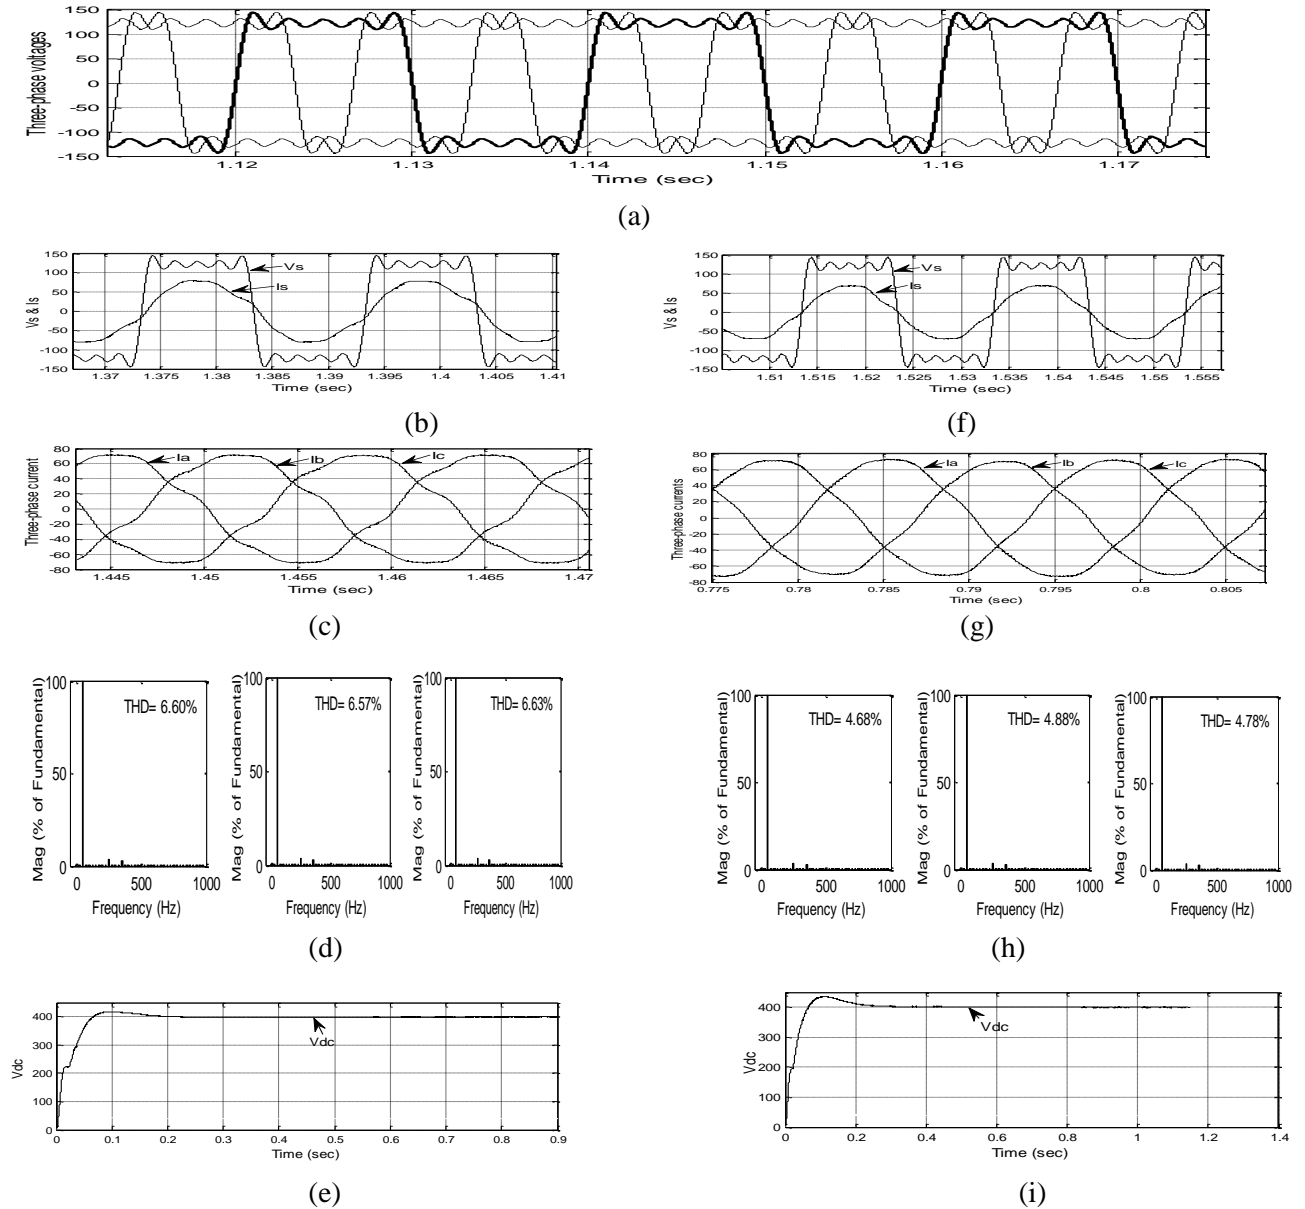 Three-phase voltages
150
100
50
0
-50
-100
-150
1.12 1.13 1.14 1.15 1.16 1.17
Time (sec)
(a)
Vs & Is
150
100
50
0
-50
-100
-150
Vs
Is
1.37 1.375 1.38 1.385 1.39 1.395 1.4 1.405 1.41
Time (sec)
(b)
Vs & Is
150
100
50
0
-50
-100
-150
Vs
Is
1.51 1.515 1.52 1.525 1.53 1.535 1.54 1.545 1.55 1.555
Time (sec)
(f)
Three-phase current
80
60
40
20
0
-20
-40
-60
-80
Ia Ib Ic
1.445 1.45 1.455 1.46 1.465 1.47
Time (sec)
(c)
Three-phase currents
80
60
40
20
0
-20
-40
-60
-80
Ia Ib Ic
0.775 0.78 0.785 0.79 0.795 0.8 0.805
Time (sec)
(g)
Mag (% of Fundamental)
100
50
0
THD= 6.60%
0 500 1000
Frequency (Hz)
Mag (% of Fundamental)
100
50
0
THD= 6.57%
0 500 1000
Frequency (Hz)
Mag (% of Fundamental)
100
50
0
THD= 6.63%
0 500 1000
Frequency (Hz)
(d)
Mag (% of Fundamental)
100
50
0
THD= 4.68%
0 500 1000
Frequency (Hz)
Mag (% of Fundamental)
100
50
0
THD= 4.88%
0 500 1000
Frequency (Hz)
Mag (% of Fundamental)
100
50
0
THD= 4.78%
0 500 1000
Frequency (Hz)
(h)
Vdc
400
300
200
100
0
Vdc
0 0.1 0.2 0.3 0.4 0.5 0.6 0.7 0.8 0.9
Time (sec)
(e)
Vdc
400
300
200
100
0
Vdc
0 0.2 0.4 0.6 0.8 1 1.2 1.4
Time (sec)
(i)